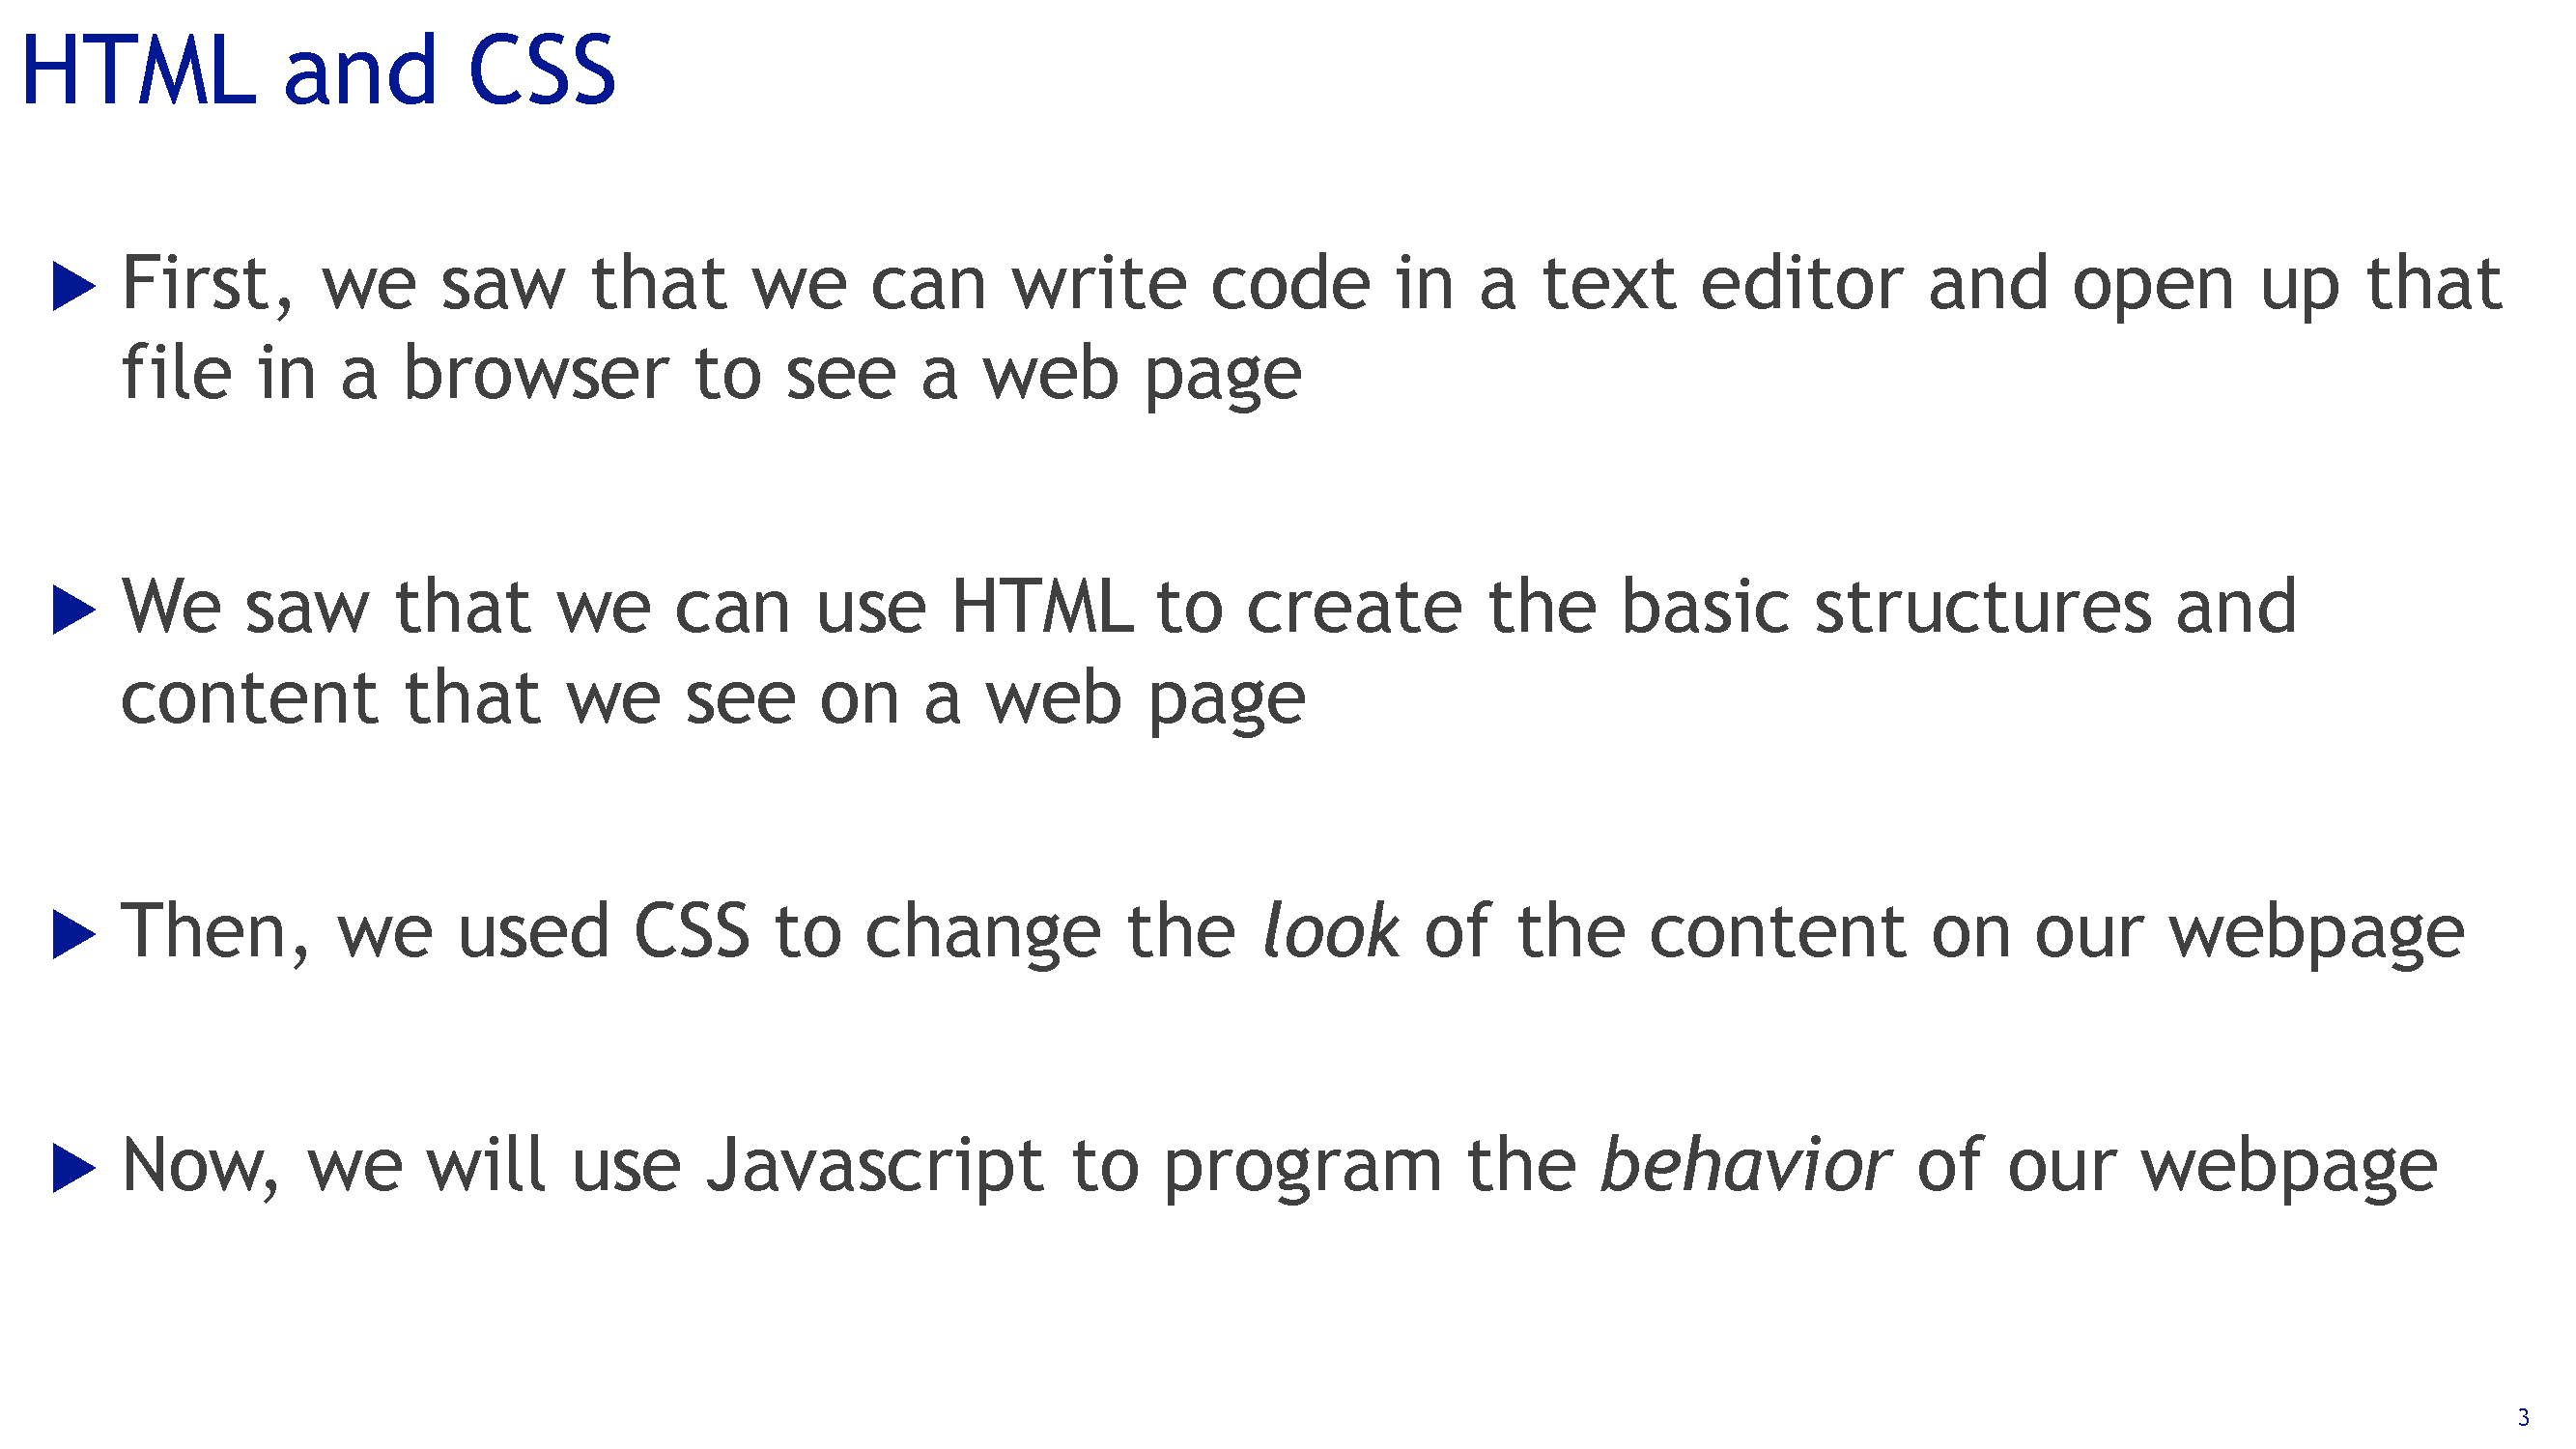 HTML and CSS
First, we saw that we can write code in a text editor and open up that
file in a browser to see a web page
We saw that we can use HTML to create the basic structures and
content that we see on a web page
Then, we used CSS to change the look of the content on our webpage
Now, we will use Javascript to program the behavior of our webpage
3